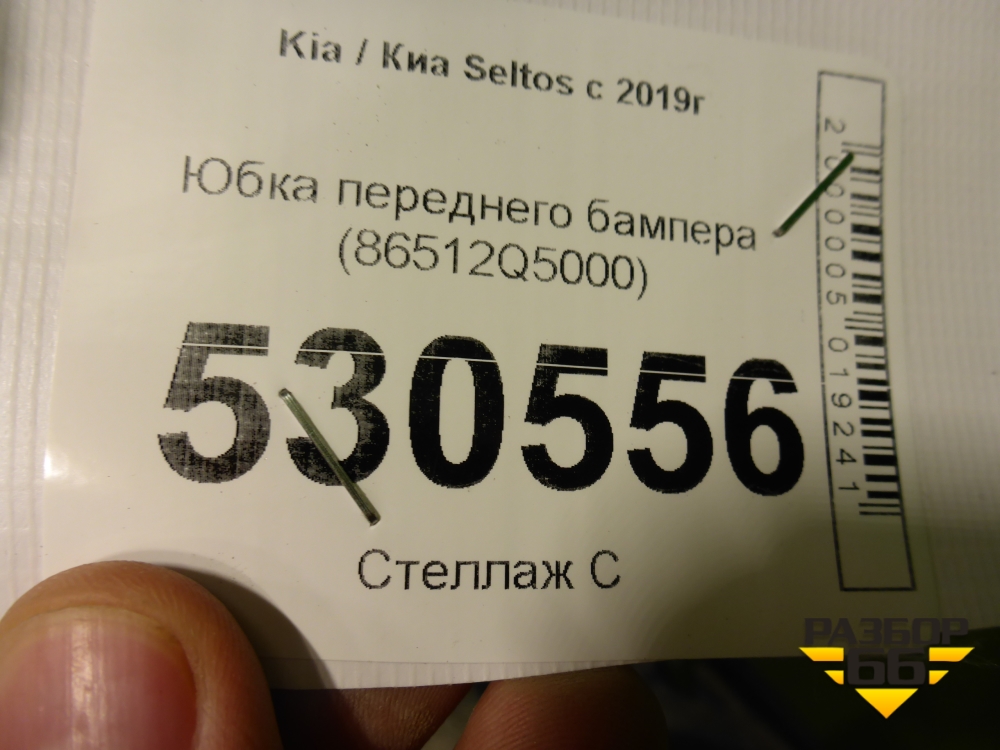 Kia / Киа Seltos с 2019г
Юбка переднего бампера
(86512Q5000)
530556
Стеллаж С
2000005019241
РАЗБОР
66